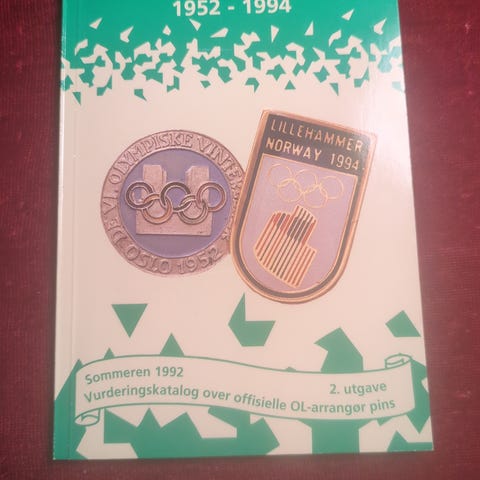 1952 - 1994
DE VI OLYMPISKE VINTER
OSLO 1952
LILLEHAMMER
NORWAY 1994
Sommeren 1992
2. utgave
Vurderingskatalog over offisielle OL-arrangør pins